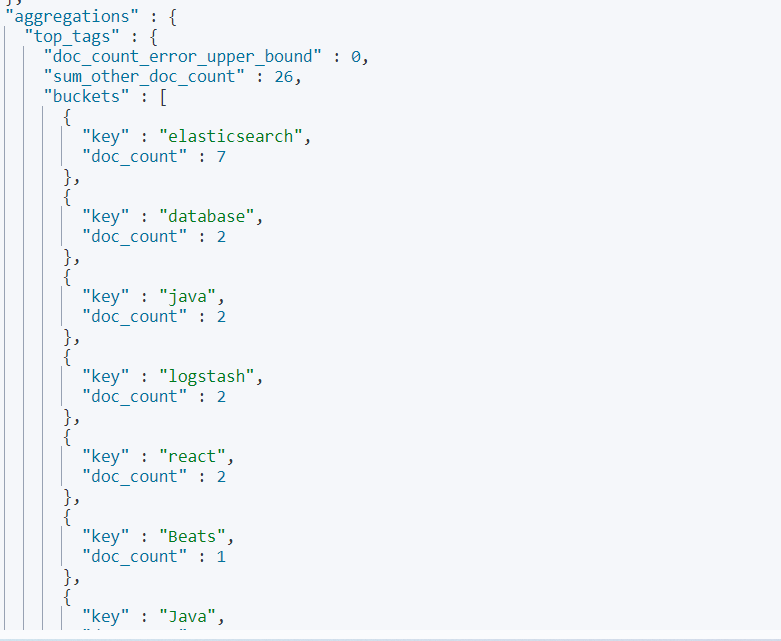 },
"aggregations" : {
"top_tags" : {
"doc_count_error_upper_bound" : 0,
"sum_other_doc_count" : 26,
"buckets" : [
{
"key" : "elasticsearch",
"doc_count" : 7
},
{
"key" : "database",
"doc_count" : 2
},
{
"key" : "java",
"doc_count" : 2
},
{
"key" : "logstash",
"doc_count" : 2
},
{
"key" : "react",
"doc_count" : 2
},
{
"key" : "Beats",
"doc_count" : 1
},
{
"key" : "Java",